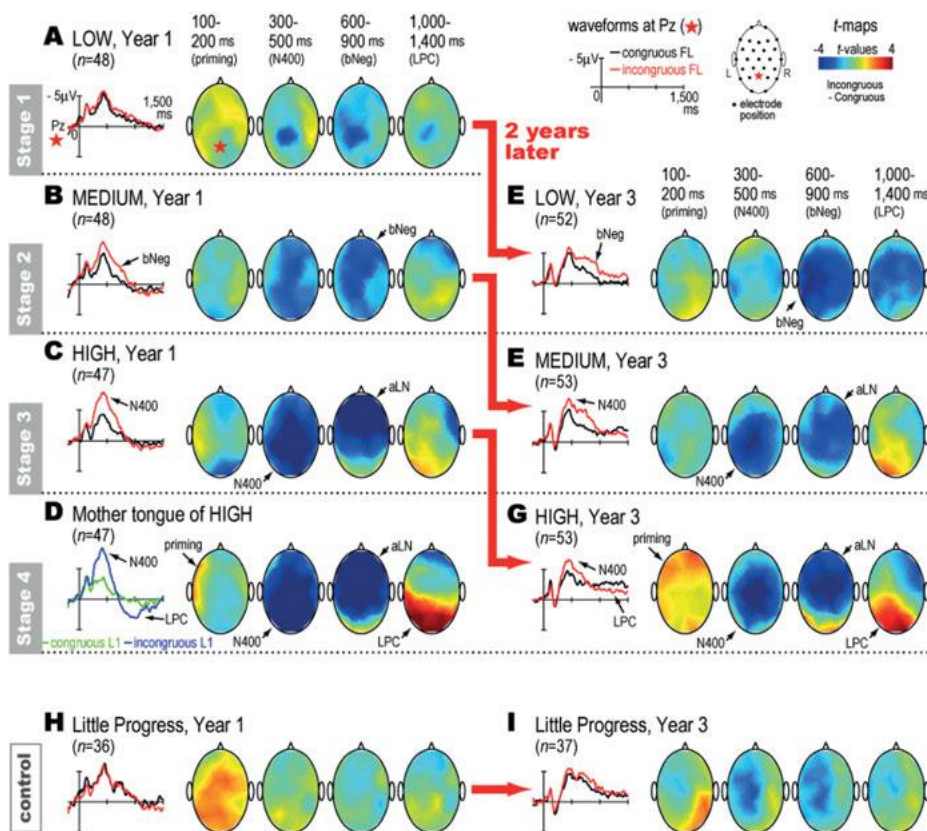 waveforms at Pz (★)
t-maps
-4 t-values 4
- 5µV
congruous FL
incongruous FL
0
1,500
ms
L
R
electrode
position
Incongruous
- Congruous
A LOW, Year 1
(n=48)
100-
200 ms
(priming)
300-
500 ms
(N400)
600-
900 ms
(bNeg)
1,000-
1,400 ms
(LPC)
Stage 1
- 5µV
1,500
ms
Pz
0
2 years
later
B MEDIUM, Year 1
(n=48)
bNeg
bNeg
Stage 2
E LOW, Year 3
(n=52)
100-
200 ms
(priming)
300-
500 ms
(N400)
600-
900 ms
(bNeg)
1,000-
1,400 ms
(LPC)
bNeg
bNeg
C HIGH, Year 1
(n=47)
N400
aLN
N400
Stage 3
E MEDIUM, Year 3
(n=53)
N400
aLN
N400
D Mother tongue of HIGH
(n=47)
priming
N400
aLN
LPC
congruous L1
incongruous L1
N400
LPC
Stage 4
G HIGH, Year 3
(n=53)
priming
N400
aLN
LPC
N400
LPC
control
H Little Progress, Year 1
(n=36)
I Little Progress, Year 3
(n=37)